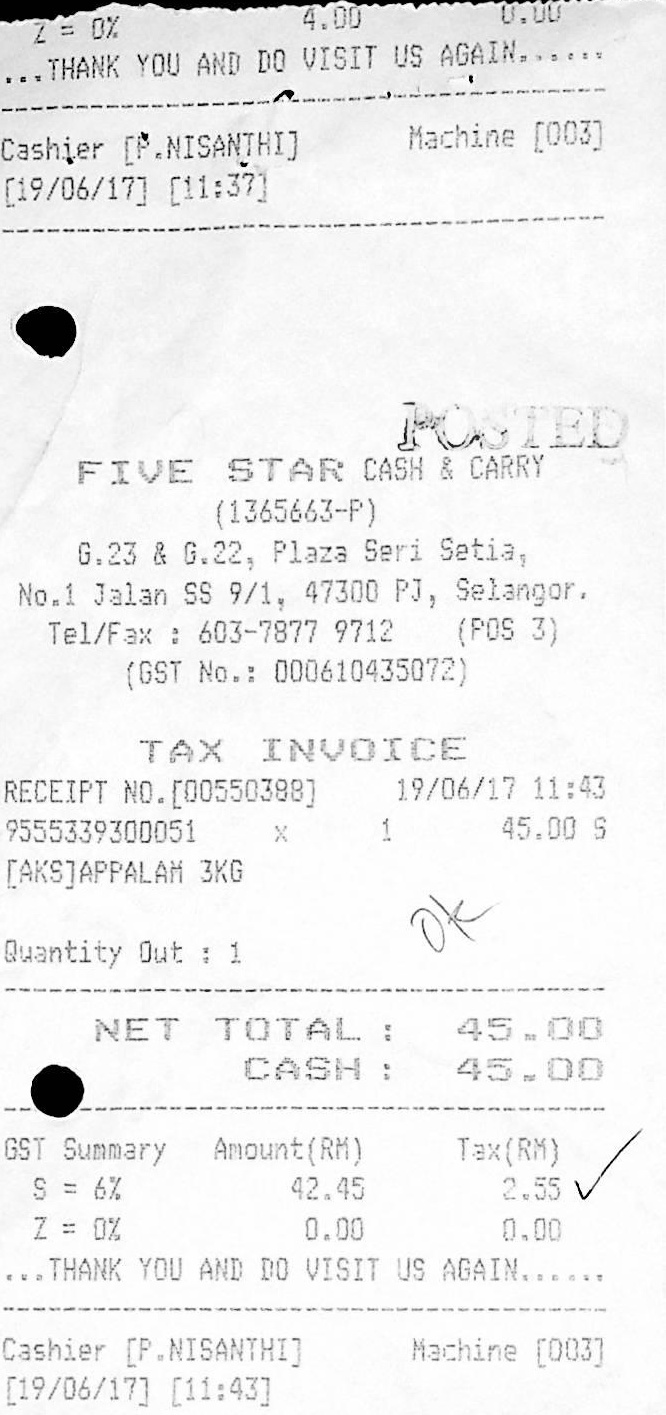 Z = 0% 4.00 0.00
...THANK YOU AND DO VISIT US AGAIN......
Cashier [P.NISANTHI] Machine [003]
[19/06/17] [11:37]
POSTED
FIVE STAR CASH & CARRY
(1365663-P)
G.23 & G.22, Plaza Seri Setia,
No.1 Jalan SS 9/1, 47300 PJ, Selangor.
Tel/Fax : 603-7877 9712 (POS 3)
(GST No.: 000610435072)
TAX INVOICE
RECEIPT NO.[00550388] 19/06/17 11:43
9555339300051 x 1 45.00 S
[AKS]APPALAM 3KG
OK
Quantity Out : 1
NET TOTAL : 45.00
CASH : 45.00
GST Summary Amount(RM) Tax(RM)
S = 6% 42.45 2.55
Z = 0% 0.00 0.00
...THANK YOU AND DO VISIT US AGAIN......
Cashier [P.NISANTHI] Machine [003]
[19/06/17] [11:43]